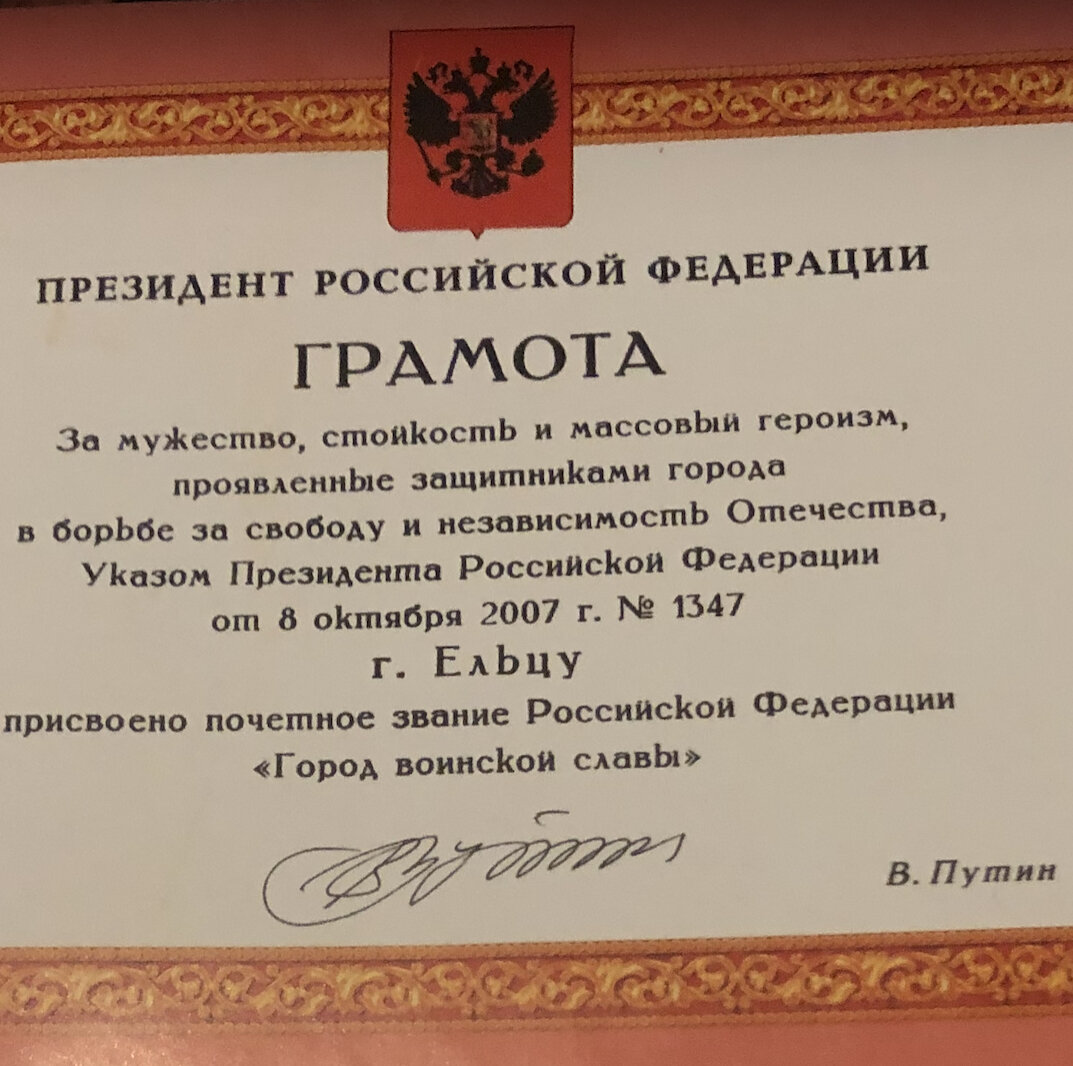 ПРЕЗИДЕНТ РОССИЙСКОЙ ФЕДЕРАЦИИ
ГРАМОТА
За мужество, стойкость и массовый героизм,
проявленные защитниками города
в борьбе за свободу и независимость Отечества,
Указом Президента Российской Федерации
от 8 октября 2007 г. № 1347
г. Ельцу
присвоено почетное звание Российской Федерации
«Город воинской славы»
В. Путин